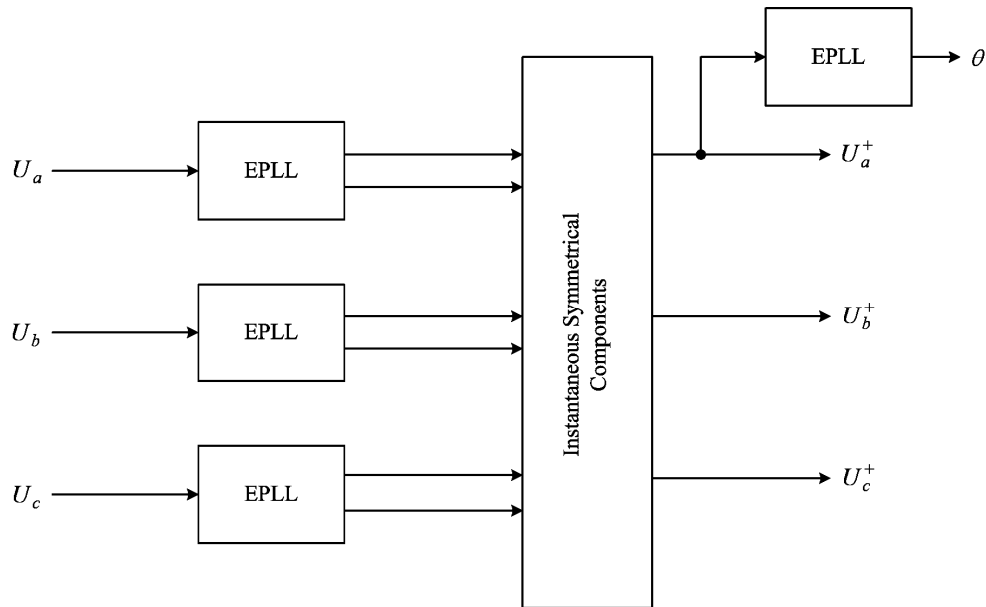 EPLL
θ
U_a
EPLL
U_a^+
Instantaneous Symmetrical
Components
U_b
EPLL
U_b^+
U_c
EPLL
U_c^+